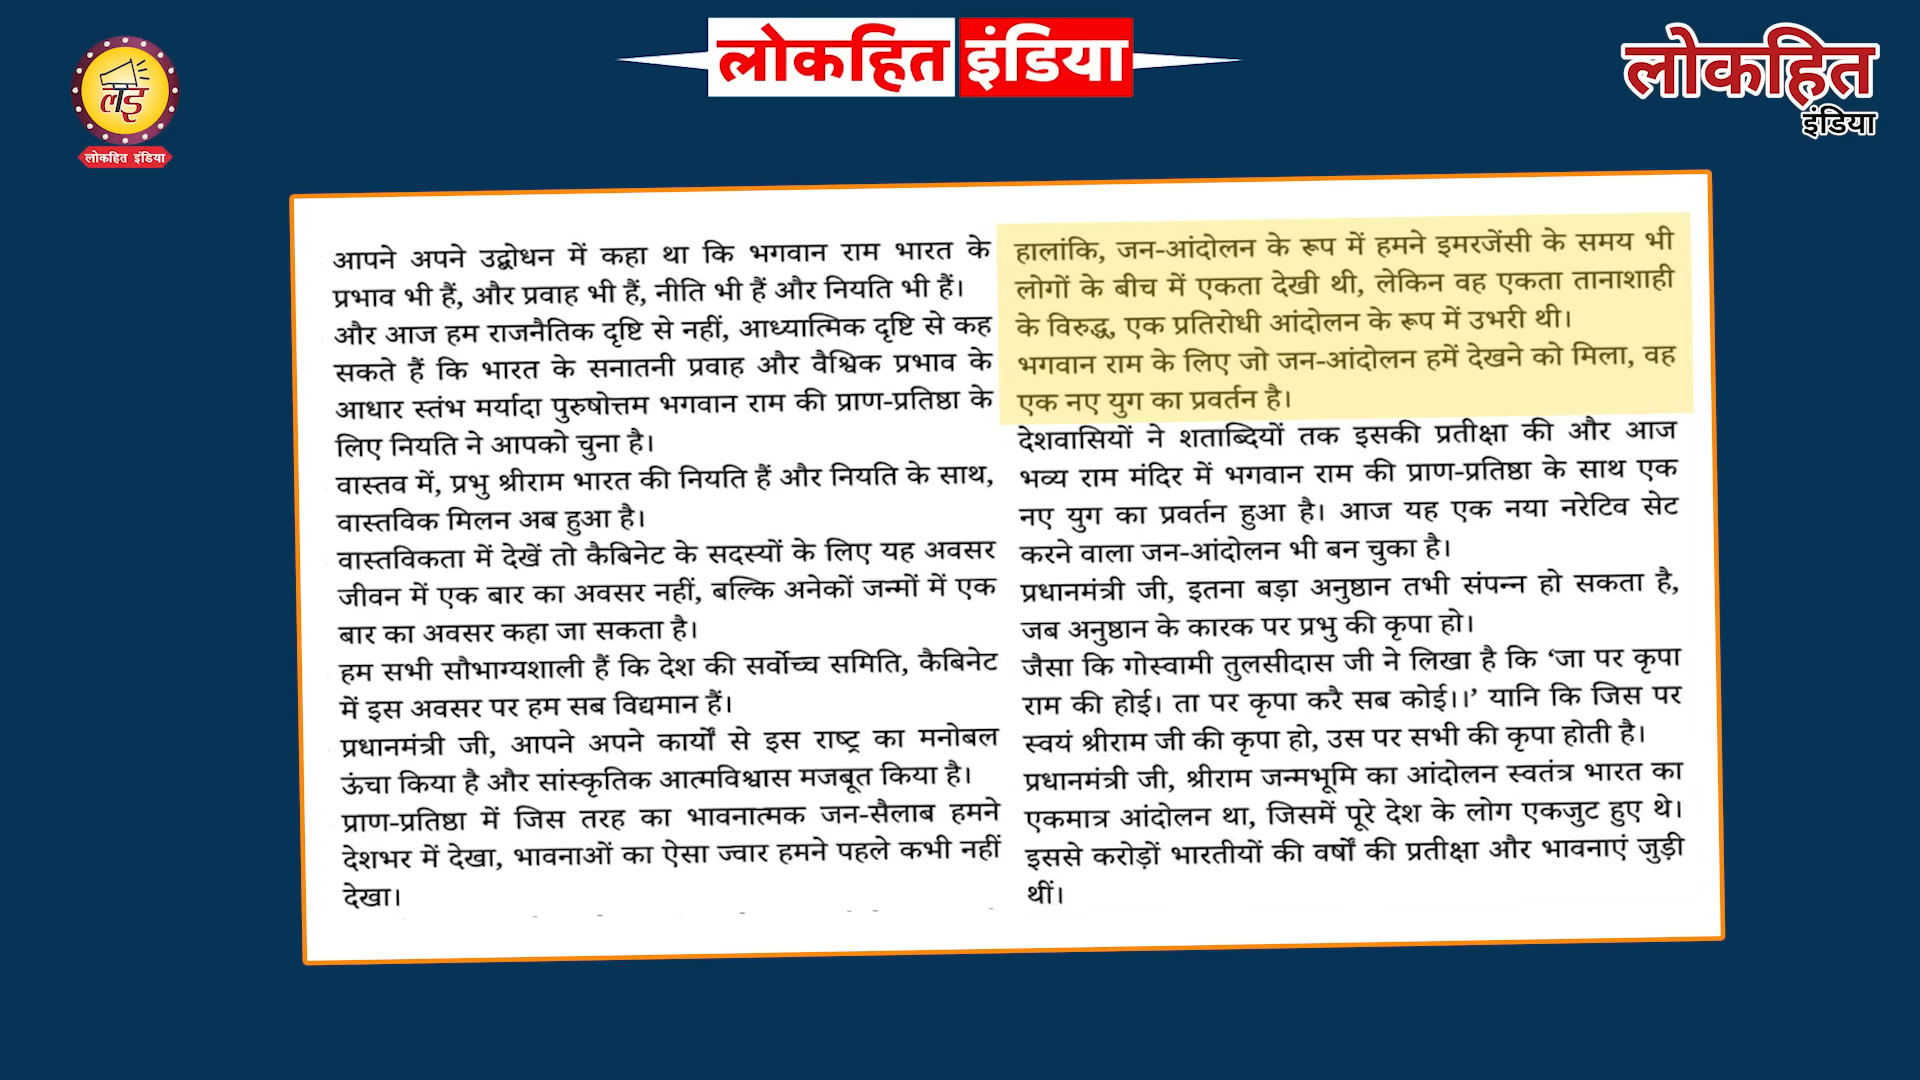 लोकहित इंडिया
लइ
लोकहित इंडिया
लोकहित
इंडिया
आपने अपने उद्बोधन में कहा था कि भगवान राम भारत के
प्रभाव भी हैं, और प्रवाह भी हैं, नीति भी हैं और नियति भी हैं।
और आज हम राजनैतिक दृष्टि से नहीं, आध्यात्मिक दृष्टि से कह
सकते हैं कि भारत के सनातनी प्रवाह और वैश्विक प्रभाव के
आधार स्तंभ मर्यादा पुरुषोत्तम भगवान राम की प्राण-प्रतिष्ठा के
लिए नियति ने आपको चुना है।
वास्तव में, प्रभु श्रीराम भारत की नियति हैं और नियति के साथ,
वास्तविक मिलन अब हुआ है।
वास्तविकता में देखें तो कैबिनेट के सदस्यों के लिए यह अवसर
जीवन में एक बार का अवसर नहीं, बल्कि अनेकों जन्मों में एक
बार का अवसर कहा जा सकता है।
हम सभी सौभाग्यशाली हैं कि देश की सर्वोच्च समिति, कैबिनेट
में इस अवसर पर हम सब विद्यमान हैं।
प्रधानमंत्री जी, आपने अपने कार्यों से इस राष्ट्र का मनोबल
ऊंचा किया है और सांस्कृतिक आत्मविश्वास मजबूत किया है।
प्राण-प्रतिष्ठा में जिस तरह का भावनात्मक जन-सैलाब हमने
देशभर में देखा, भावनाओं का ऐसा ज्वार हमने पहले कभी नहीं
देखा।
हालांकि, जन-आंदोलन के रूप में हमने इमरजेंसी के समय भी
लोगों के बीच में एकता देखी थी, लेकिन वह एकता तानाशाही
के विरुद्ध, एक प्रतिरोधी आंदोलन के रूप में उभरी थी।
भगवान राम के लिए जो जन-आंदोलन हमें देखने को मिला, वह
एक नए युग का प्रवर्तन है।
देशवासियों ने शताब्दियों तक इसकी प्रतीक्षा की और आज
भव्य राम मंदिर में भगवान राम की प्राण-प्रतिष्ठा के साथ एक
नए युग का प्रवर्तन हुआ है। आज यह एक नया नरेटिव सेट
करने वाला जन-आंदोलन भी बन चुका है।
प्रधानमंत्री जी, इतना बड़ा अनुष्ठान तभी संपन्न हो सकता है,
जब अनुष्ठान के कारक पर प्रभु की कृपा हो।
जैसा कि गोस्वामी तुलसीदास जी ने लिखा है कि ‘जा पर कृपा
राम की होई। ता पर कृपा करै सब कोई।।’ यानि कि जिस पर
स्वयं श्रीराम जी की कृपा हो, उस पर सभी की कृपा होती है।
प्रधानमंत्री जी, श्रीराम जन्मभूमि का आंदोलन स्वतंत्र भारत का
एकमात्र आंदोलन था, जिसमें पूरे देश के लोग एकजुट हुए थे।
इससे करोड़ों भारतीयों की वर्षों की प्रतीक्षा और भावनाएं जुड़ी
थीं।